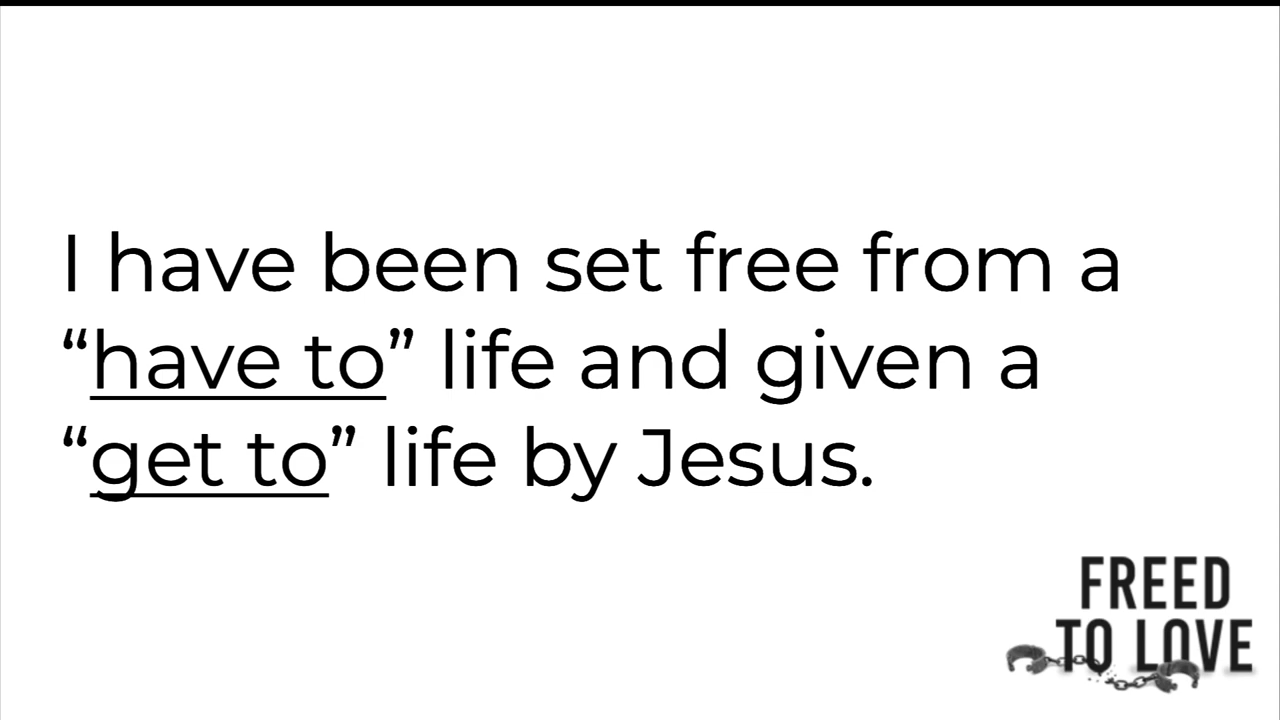 I have been set free from a
“have to” life and given a
“get to” life by Jesus.
FREED
TO LOVE